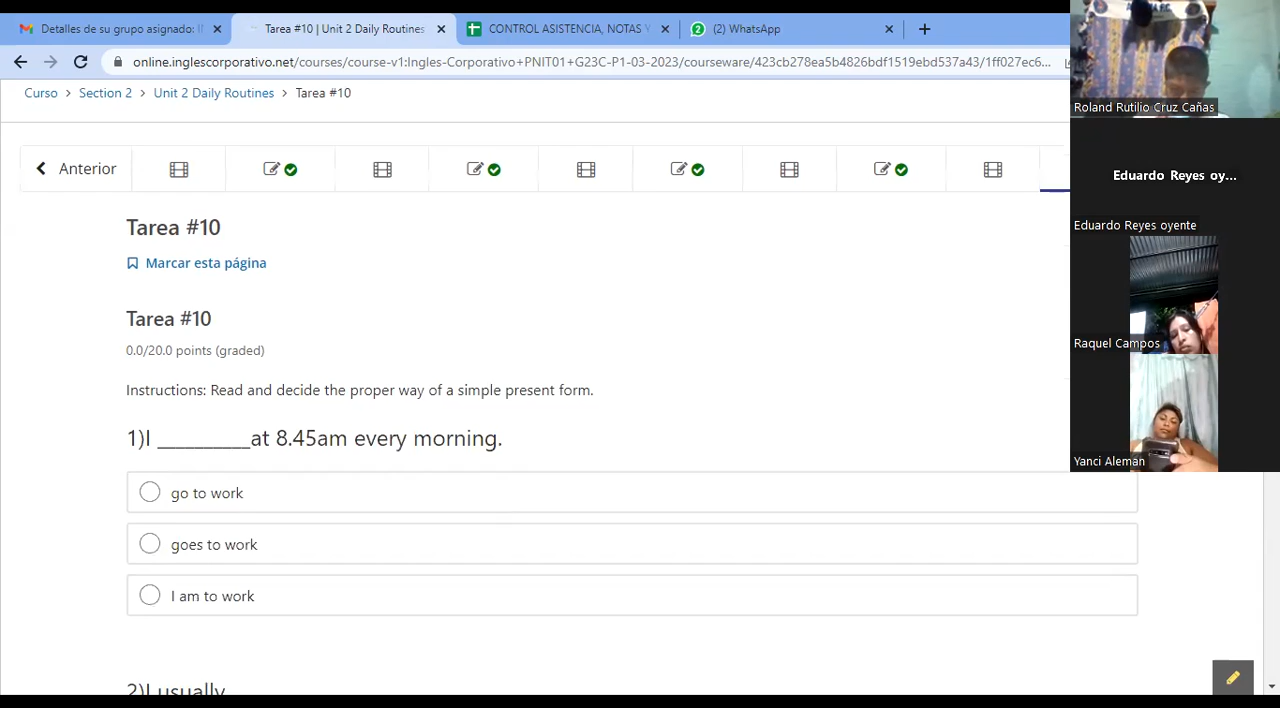 Detalles de su grupo asignado: I
Tarea #10 | Unit 2 Daily Routines
CONTROL ASISTENCIA, NOTAS Y
(2) WhatsApp
online.inglescorporativo.net/courses/course-v1:Ingles-Corporativo+PNIT01+G23C-P1-03-2023/courseware/423cb278ea5b4826bdf1519ebd537a43/1ff027ec6...
Curso > Section 2 > Unit 2 Daily Routines > Tarea #10
Anterior
Tarea #10
Marcar esta página
Tarea #10
0.0/20.0 points (graded)
Instructions: Read and decide the proper way of a simple present form.
1)I __________at 8.45am every morning.
go to work
goes to work
I am to work
2)I usually
Roland Rutilio Cruz Cañas
Eduardo Reyes oy...
Eduardo Reyes oyente
Raquel Campos
Yanci Aleman